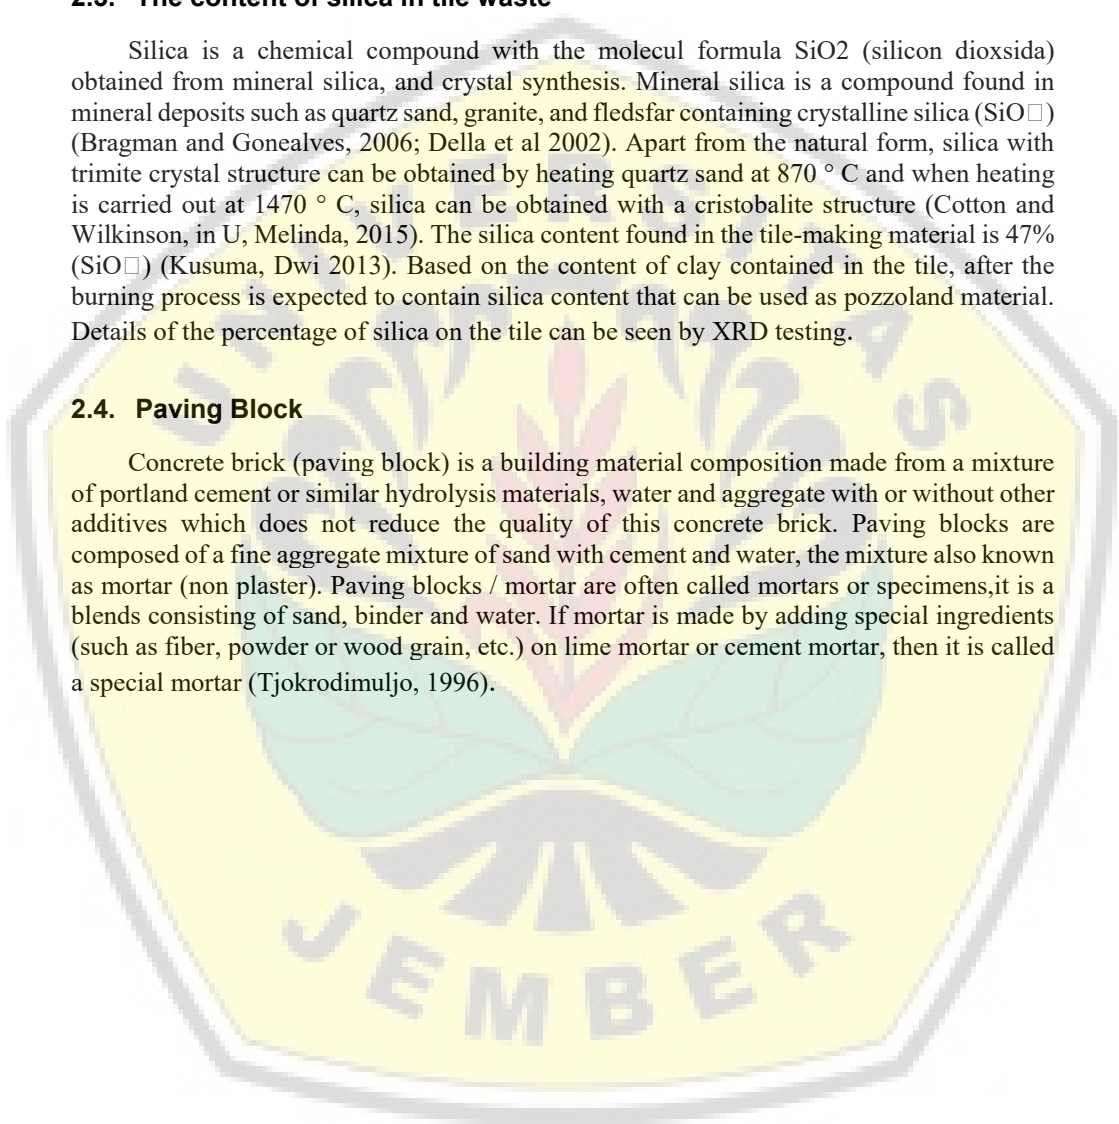 2.3. The content of silica in tile waste
Silica is a chemical compound with the molecul formula SiO2 (silicon dioxsida)
obtained from mineral silica, and crystal synthesis. Mineral silica is a compound found in
mineral deposits such as quartz sand, granite, and fledsfar containing crystalline silica (SiO□)
(Bragman and Gonealves, 2006; Della et al 2002). Apart from the natural form, silica with
trimite crystal structure can be obtained by heating quartz sand at 870 ° C and when heating
is carried out at 1470 ° C, silica can be obtained with a cristobalite structure (Cotton and
Wilkinson, in U, Melinda, 2015). The silica content found in the tile-making material is 47%
(SiO□) (Kusuma, Dwi 2013). Based on the content of clay contained in the tile, after the
burning process is expected to contain silica content that can be used as pozzoland material.
Details of the percentage of silica on the tile can be seen by XRD testing.
2.4. Paving Block
Concrete brick (paving block) is a building material composition made from a mixture
of portland cement or similar hydrolysis materials, water and aggregate with or without other
additives which does not reduce the quality of this concrete brick. Paving blocks are
composed of a fine aggregate mixture of sand with cement and water, the mixture also known
as mortar (non plaster). Paving blocks / mortar are often called mortars or specimens,it is a
blends consisting of sand, binder and water. If mortar is made by adding special ingredients
(such as fiber, powder or wood grain, etc.) on lime mortar or cement mortar, then it is called
a special mortar (Tjokrodimuljo, 1996).
UNIVERSITAS
JEMBER